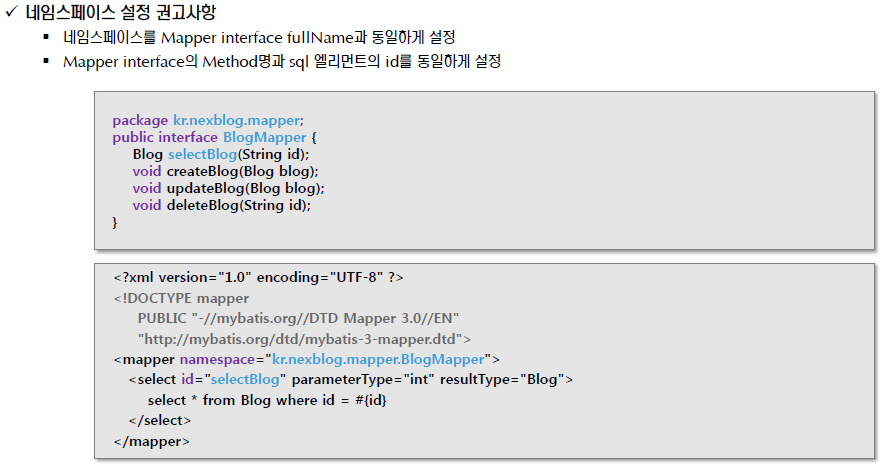 ✓ 네임스페이스 설정 권고사항
▪ 네임스페이스를 Mapper interface fullName과 동일하게 설정
▪ Mapper interface의 Method명과 sql 엘리먼트의 id를 동일하게 설정
package kr.nexblog.mapper;
public interface BlogMapper {
Blog selectBlog(String id);
void createBlog(Blog blog);
void updateBlog(Blog blog);
void deleteBlog(String id);
}
<?xml version="1.0" encoding="UTF-8" ?>
<!DOCTYPE mapper
PUBLIC "-//mybatis.org//DTD Mapper 3.0//EN"
"http://mybatis.org/dtd/mybatis-3-mapper.dtd">
<mapper namespace="kr.nexblog.mapper.BlogMapper">
<select id="selectBlog" parameterType="int" resultType="Blog">
select * from Blog where id = #{id}
</select>
</mapper>